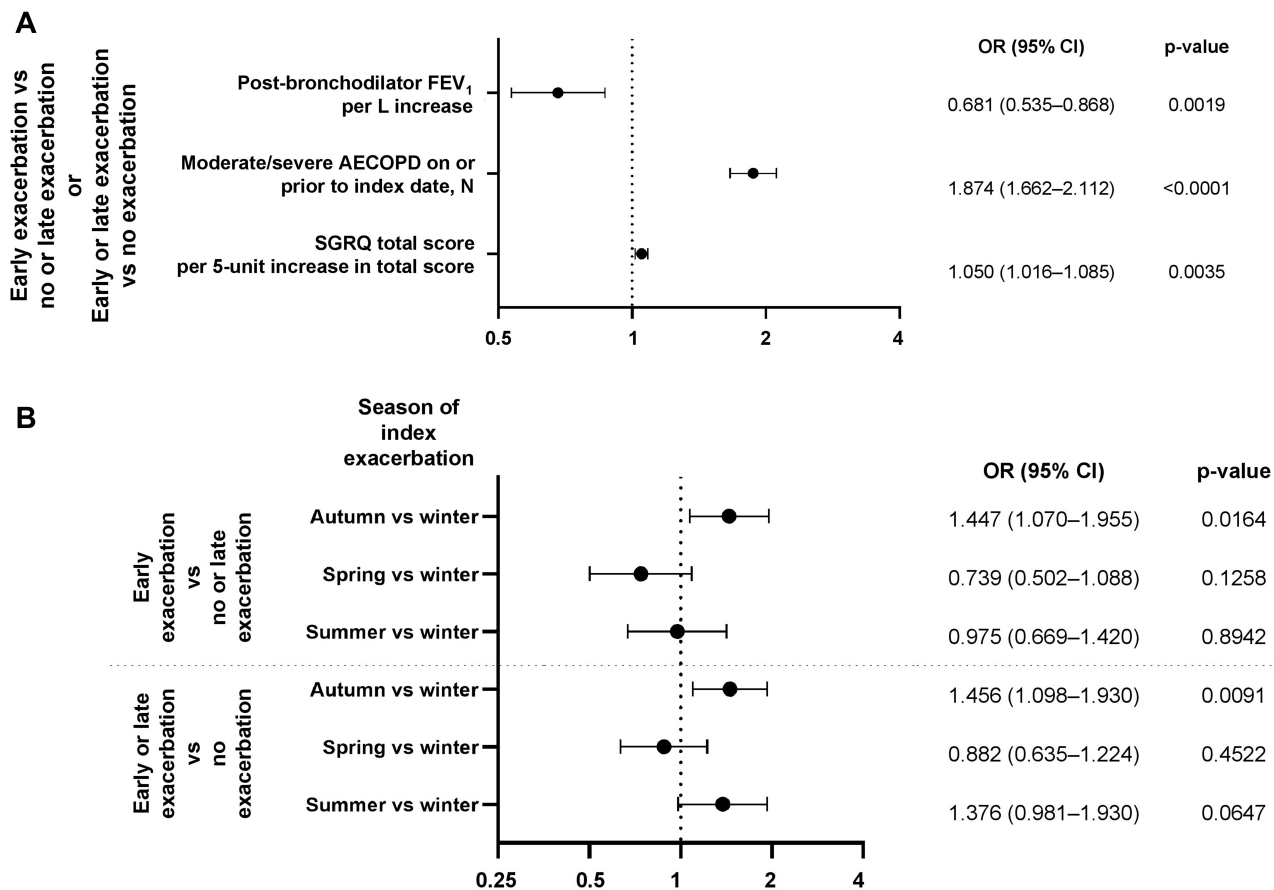 A
Early exacerbation vs
no or late exacerbation
or
Early or late exacerbation
vs no exacerbation
OR (95% CI) p-value
Post-bronchodilator FEV₁
per L increase
0.681 (0.535–0.868) 0.0019
Moderate/severe AECOPD on or
prior to index date, N
1.874 (1.662–2.112) <0.0001
SGRQ total score
per 5-unit increase in total score
1.050 (1.016–1.085) 0.0035
0.5 1 2 4
B
Season of
index
exacerbation
OR (95% CI) p-value
Early
exacerbation
vs
no or late
exacerbation
Autumn vs winter 1.447 (1.070–1.955) 0.0164
Spring vs winter 0.739 (0.502–1.088) 0.1258
Summer vs winter 0.975 (0.669–1.420) 0.8942
Early or late
exacerbation
vs
no
exacerbation
Autumn vs winter 1.456 (1.098–1.930) 0.0091
Spring vs winter 0.882 (0.635–1.224) 0.4522
Summer vs winter 1.376 (0.981–1.930) 0.0647
0.25 0.5 1 2 4